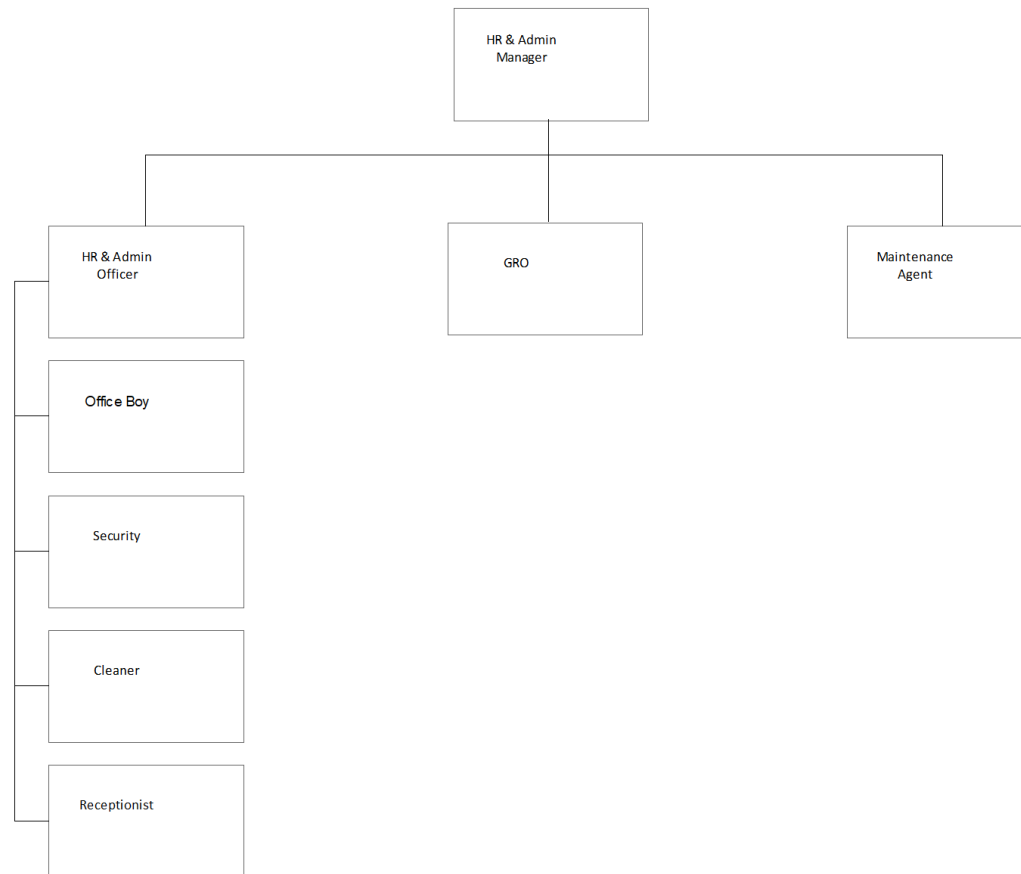 HR & Admin
Manager
HR & Admin
Officer
GRO
Maintenance
Agent
Office Boy
Security
Cleaner
Receptionist